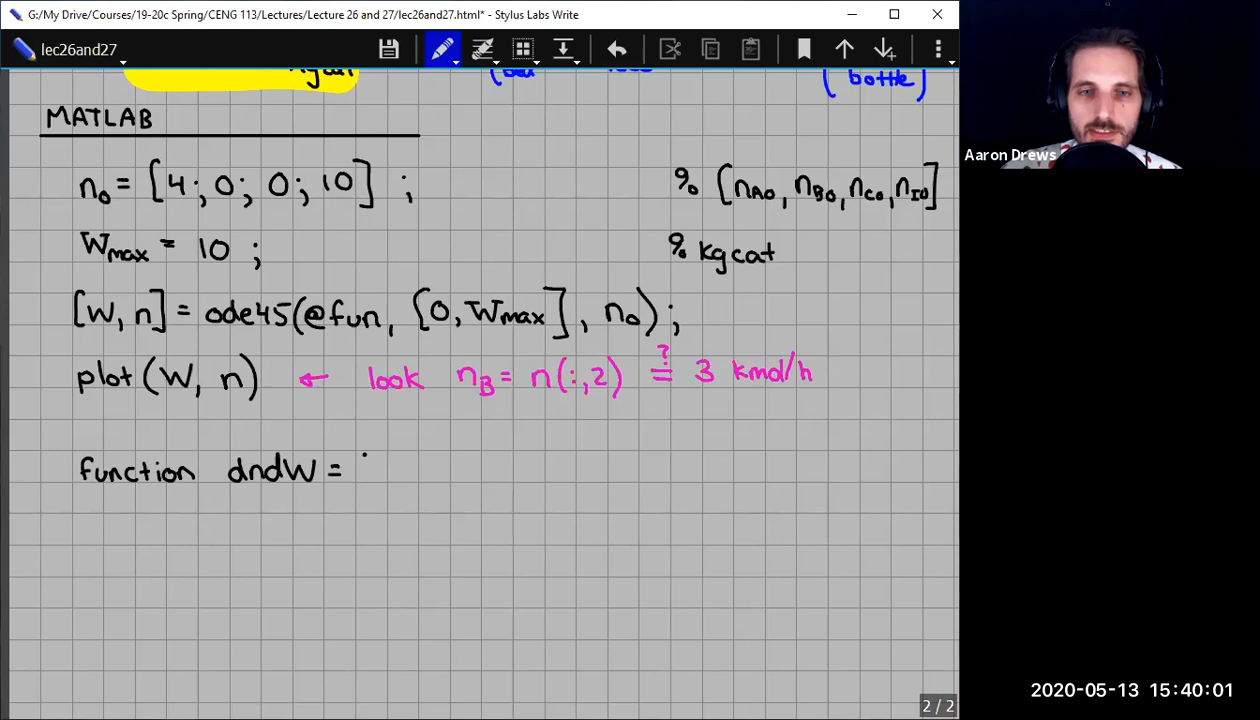 G:/My Drive/Courses/19-20c Spring/CENG 113/Lectures/Lecture 26 and 27/lec26and27.html* - Stylus Labs Write
lec26and27
kgcat
bottle
MATLAB
n₀ = [4; 0; 0; 10] ; % [nA0, nB0, nC0, nI0]
Wmax = 10 ; % kgcat
[W, n] = ode45(@fun, [0, Wmax], n₀) ;
plot(W, n) ← look nB = n(:,2) ≟ 3 kmol/h
function dndW =
2 / 2
Aaron Drews
2020-05-13 15:40:01